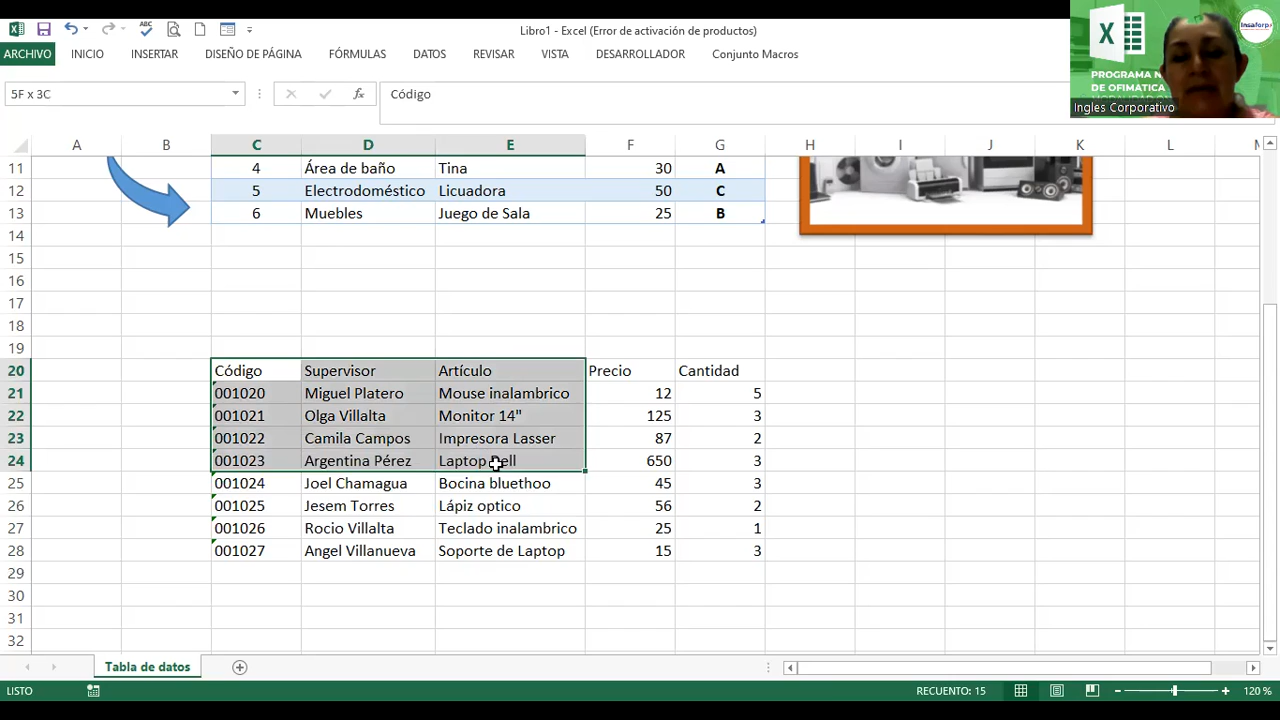 Libro1 - Excel (Error de activación de productos)
Insaforp
ARCHIVO INICIO INSERTAR DISEÑO DE PÁGINA FÓRMULAS DATOS REVISAR VISTA DESARROLLADOR Conjunto Macros
PROGRAMA N
DE OFIMATICA
Ingles Corporativo
5F x 3C fx Código
A B C D E F G H I J K L M
11 4 Área de baño Tina 30 A
12 5 Electrodoméstico Licuadora 50 C
13 6 Muebles Juego de Sala 25 B
14
15
16
17
18
19
20 Código Supervisor Artículo Precio Cantidad
21 001020 Miguel Platero Mouse inalambrico 12 5
22 001021 Olga Villalta Monitor 14" 125 3
23 001022 Camila Campos Impresora Lasser 87 2
24 001023 Argentina Pérez Laptop Dell 650 3
25 001024 Joel Chamagua Bocina bluethoo 45 3
26 001025 Jesem Torres Lápiz optico 56 2
27 001026 Rocio Villalta Teclado inalambrico 25 1
28 001027 Angel Villanueva Soporte de Laptop 15 3
29
30
31
32
Tabla de datos
LISTO RECUENTO: 15 120 %